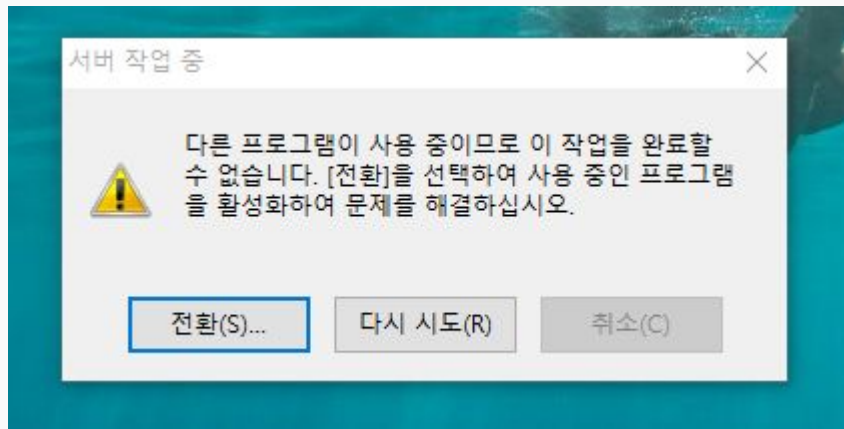 서버 작업 중
다른 프로그램이 사용 중이므로 이 작업을 완료할
수 없습니다. [전환]을 선택하여 사용 중인 프로그램
을 활성화하여 문제를 해결하십시오.
전환(S)...
다시 시도(R)
취소(C)